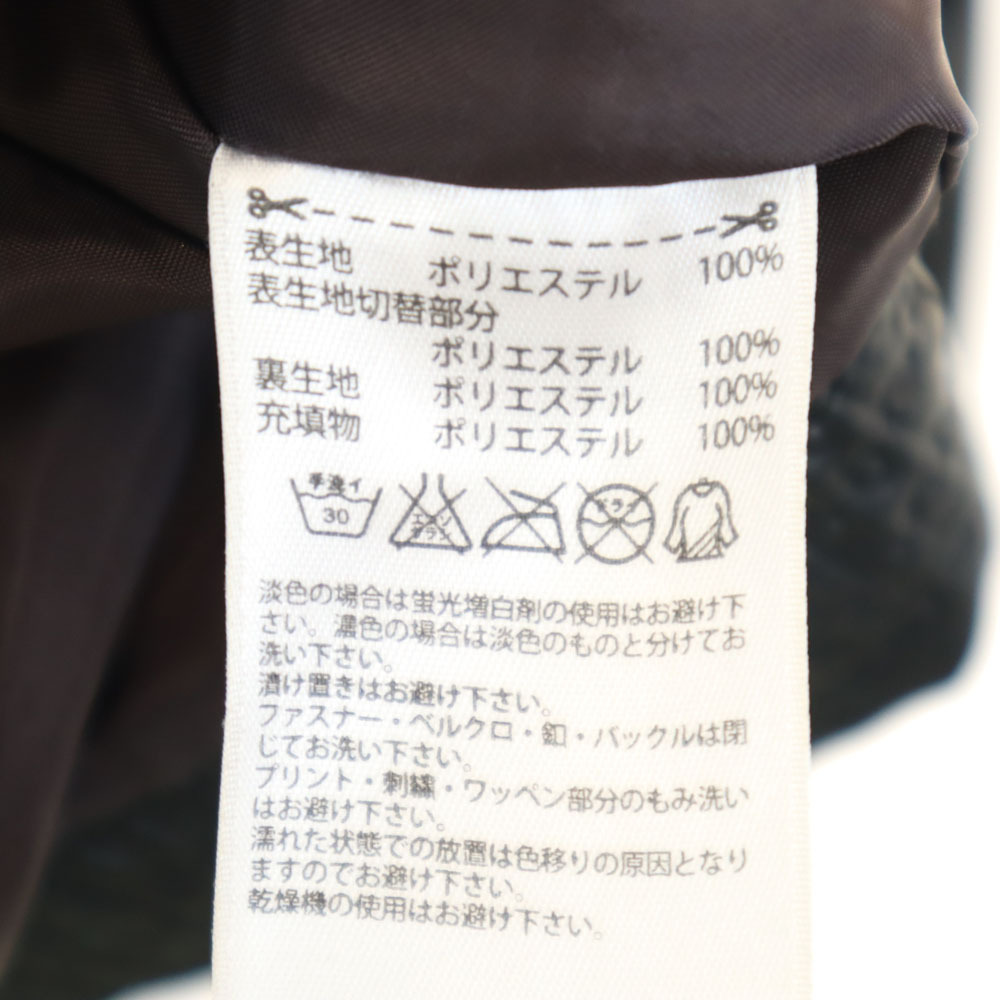 表生地 ポリエステル 100%
表生地切替部分
ポリエステル 100%
裏生地 ポリエステル 100%
充填物 ポリエステル 100%
手洗イ
30
エンソ
サラシ
ドライ
淡色の場合は蛍光増白剤の使用はお避け下
さい。濃色の場合は淡色のものと分けてお
洗い下さい。
漬け置きはお避け下さい。
ファスナー・ベルクロ・釦・バックルは閉
じてお洗い下さい。
プリント・刺繍・ワッペン部分のもみ洗い
はお避け下さい。
濡れた状態での放置は色移りの原因となり
ますのでお避け下さい。
乾燥機の使用はお避け下さい。